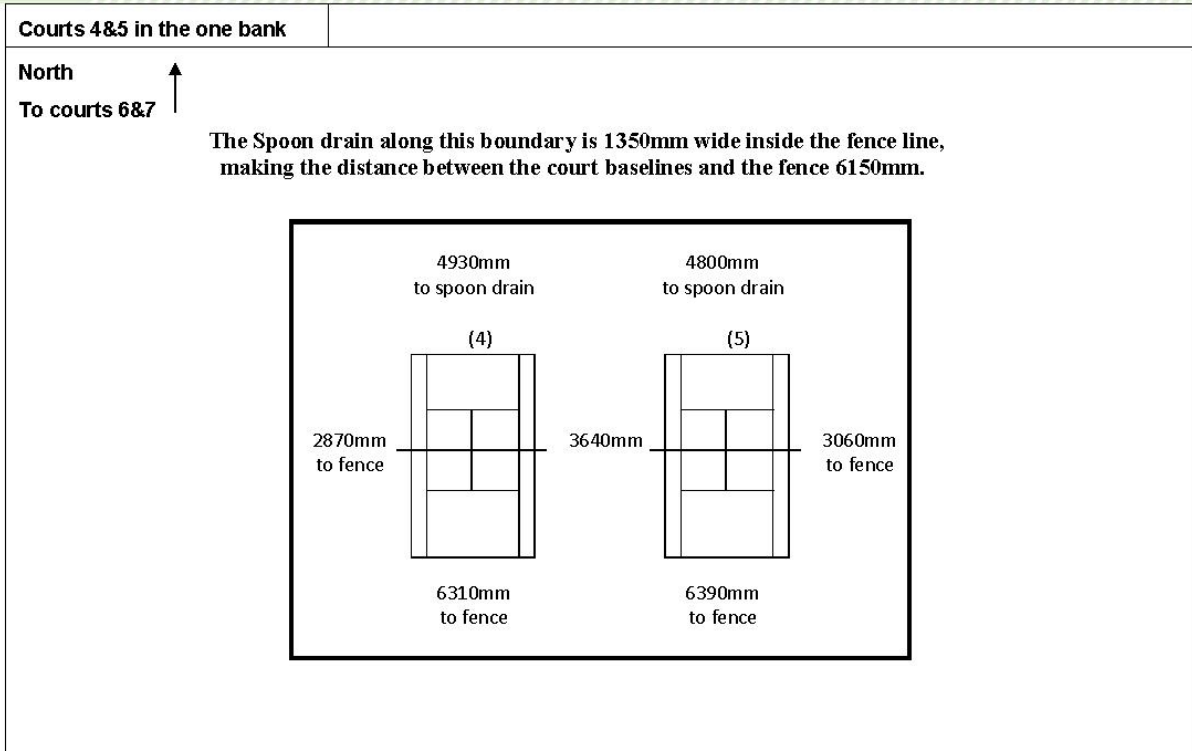 Courts 4&5 in the one bank
North
To courts 6&7
The Spoon drain along this boundary is 1350mm wide inside the fence line,
making the distance between the court baselines and the fence 6150mm.
4930mm
to spoon drain
4800mm
to spoon drain
(4)
(5)
2870mm
to fence
3640mm
3060mm
to fence
6310mm
to fence
6390mm
to fence